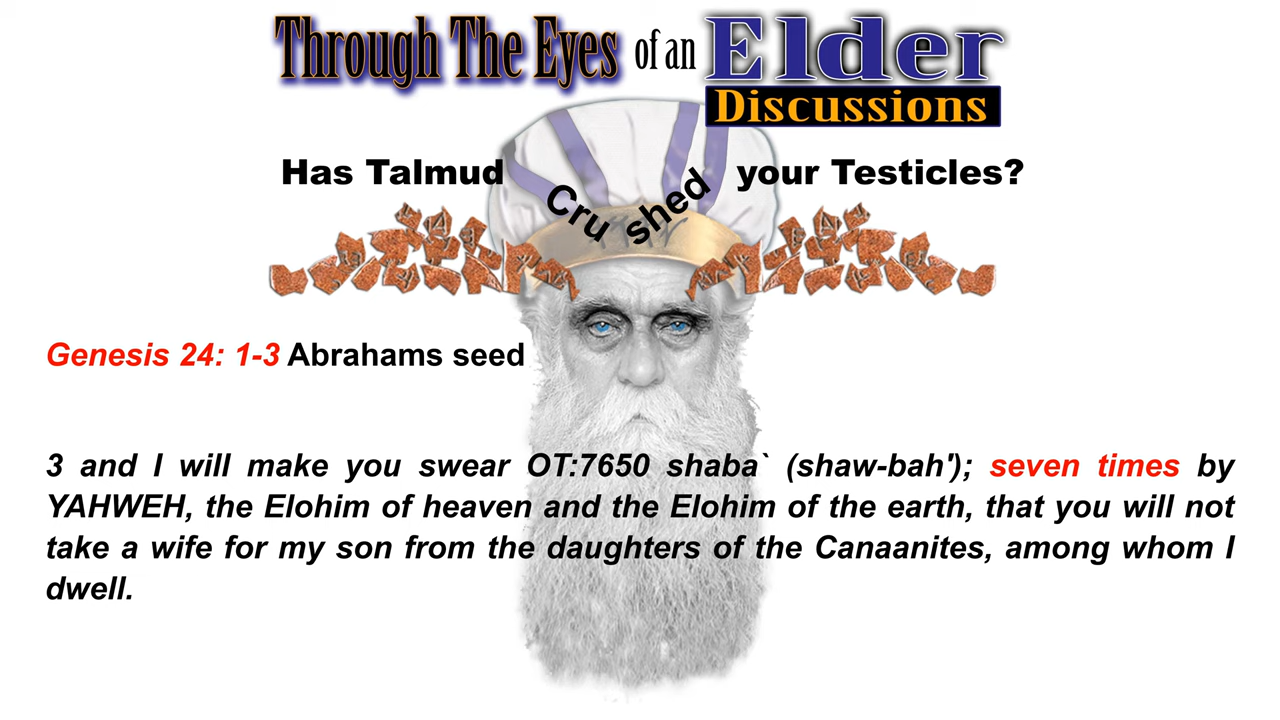 Through The Eyes of an Elder
Discussions
Has Talmud Crushed your Testicles?
Genesis 24: 1-3 Abrahams seed
3 and I will make you swear OT:7650 shaba` (shaw-bah'); seven times by
YAHWEH, the Elohim of heaven and the Elohim of the earth, that you will not
take a wife for my son from the daughters of the Canaanites, among whom I
dwell.